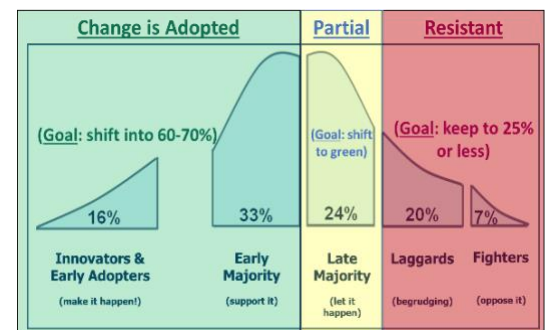 Change is Adopted
Partial
Resistant
(Goal: shift into 60-70%)
(Goal: shift
to green)
(Goal: keep to 25%
or less)
16%
33%
24%
20%
7%
Innovators &
Early Adopters
(make it happen!)
Early
Majority
(support it)
Late
Majority
(let it
happen)
Laggards
(begrudging)
Fighters
(oppose it)